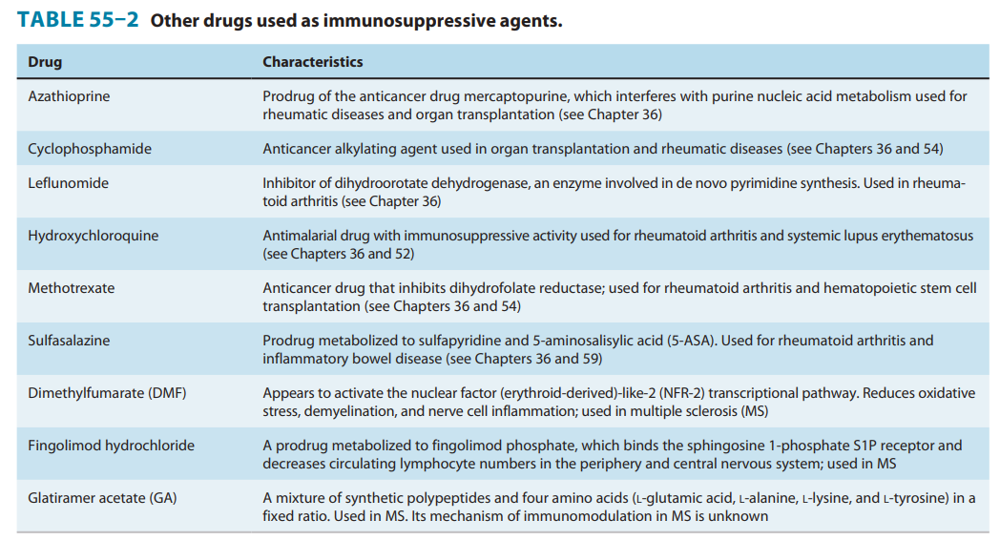 TABLE 55–2 Other drugs used as immunosuppressive agents.
Drug Characteristics
Azathioprine Prodrug of the anticancer drug mercaptopurine, which interferes with purine nucleic acid metabolism used for
rheumatic diseases and organ transplantation (see Chapter 36)
Cyclophosphamide Anticancer alkylating agent used in organ transplantation and rheumatic diseases (see Chapters 36 and 54)
Leflunomide Inhibitor of dihydroorotate dehydrogenase, an enzyme involved in de novo pyrimidine synthesis. Used in rheuma-
toid arthritis (see Chapter 36)
Hydroxychloroquine Antimalarial drug with immunosuppressive activity used for rheumatoid arthritis and systemic lupus erythematosus
(see Chapters 36 and 52)
Methotrexate Anticancer drug that inhibits dihydrofolate reductase; used for rheumatoid arthritis and hematopoietic stem cell
transplantation (see Chapters 36 and 54)
Sulfasalazine Prodrug metabolized to sulfapyridine and 5-aminosalisylic acid (5-ASA). Used for rheumatoid arthritis and
inflammatory bowel disease (see Chapters 36 and 59)
Dimethylfumarate (DMF) Appears to activate the nuclear factor (erythroid-derived)-like-2 (NFR-2) transcriptional pathway. Reduces oxidative
stress, demyelination, and nerve cell inflammation; used in multiple sclerosis (MS)
Fingolimod hydrochloride A prodrug metabolized to fingolimod phosphate, which binds the sphingosine 1-phosphate S1P receptor and
decreases circulating lymphocyte numbers in the periphery and central nervous system; used in MS
Glatiramer acetate (GA) A mixture of synthetic polypeptides and four amino acids (L-glutamic acid, L-alanine, L-lysine, and L-tyrosine) in a
fixed ratio. Used in MS. Its mechanism of immunomodulation in MS is unknown